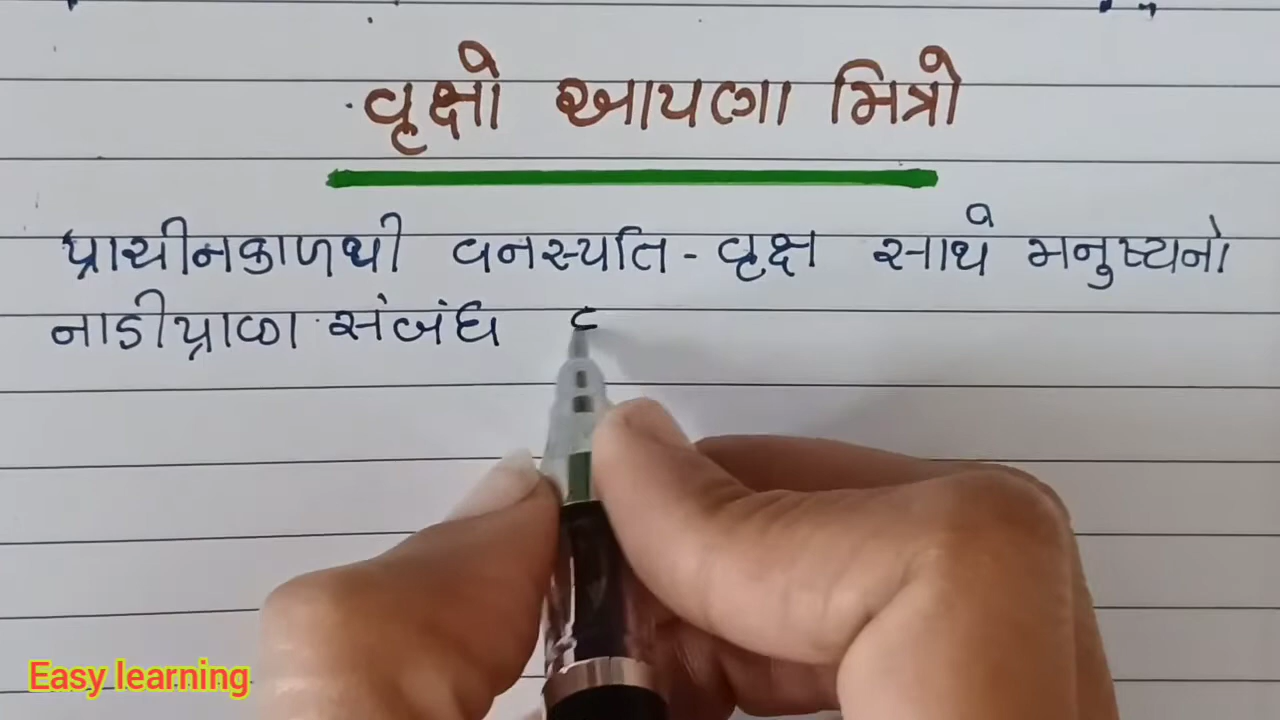 વૃક્ષો આપણા મિત્રો
પ્રાચીનકાળથી વનસ્પતિ - વૃક્ષ સાથે મનુષ્યનો
નાડીપ્રાણ સંબંધ
Easy learning